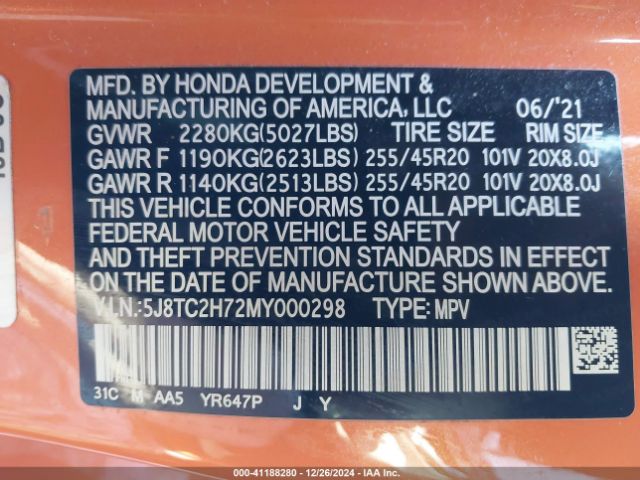 MFD. BY HONDA DEVELOPMENT &
MANUFACTURING OF AMERICA, LLC 06/'21
GVWR 2280KG(5027LBS) TIRE SIZE RIM SIZE
GAWR F 1190KG(2623LBS) 255/45R20 101V 20X8.0J
GAWR R 1140KG(2513LBS) 255/45R20 101V 20X8.0J
THIS VEHICLE CONFORMS TO ALL APPLICABLE
FEDERAL MOTOR VEHICLE SAFETY
AND THEFT PREVENTION STANDARDS IN EFFECT
ON THE DATE OF MANUFACTURE SHOWN ABOVE.
V.I.N.:5J8TC2H72MY000298 TYPE: MPV
31C M AA5 YR647P J Y
000-41188280 - 12/26/2024 - IAA Inc.